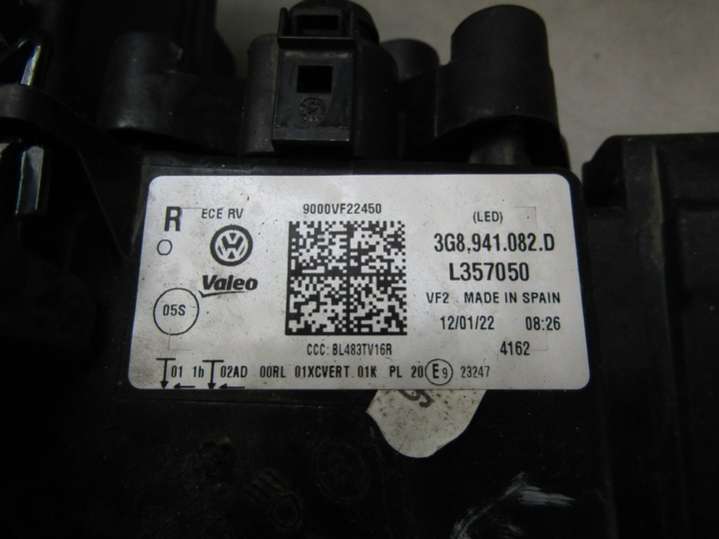 R ECE RV
9000VF22450
(LED)
3G8,941.082.D
L357050
Valeo
05S
VF2 MADE IN SPAIN
12/01/22 08:26
4162
CCC: BL483TV16R
01 1b 02AD 00RL 01XCVERT 01K PL 20 E9 23247